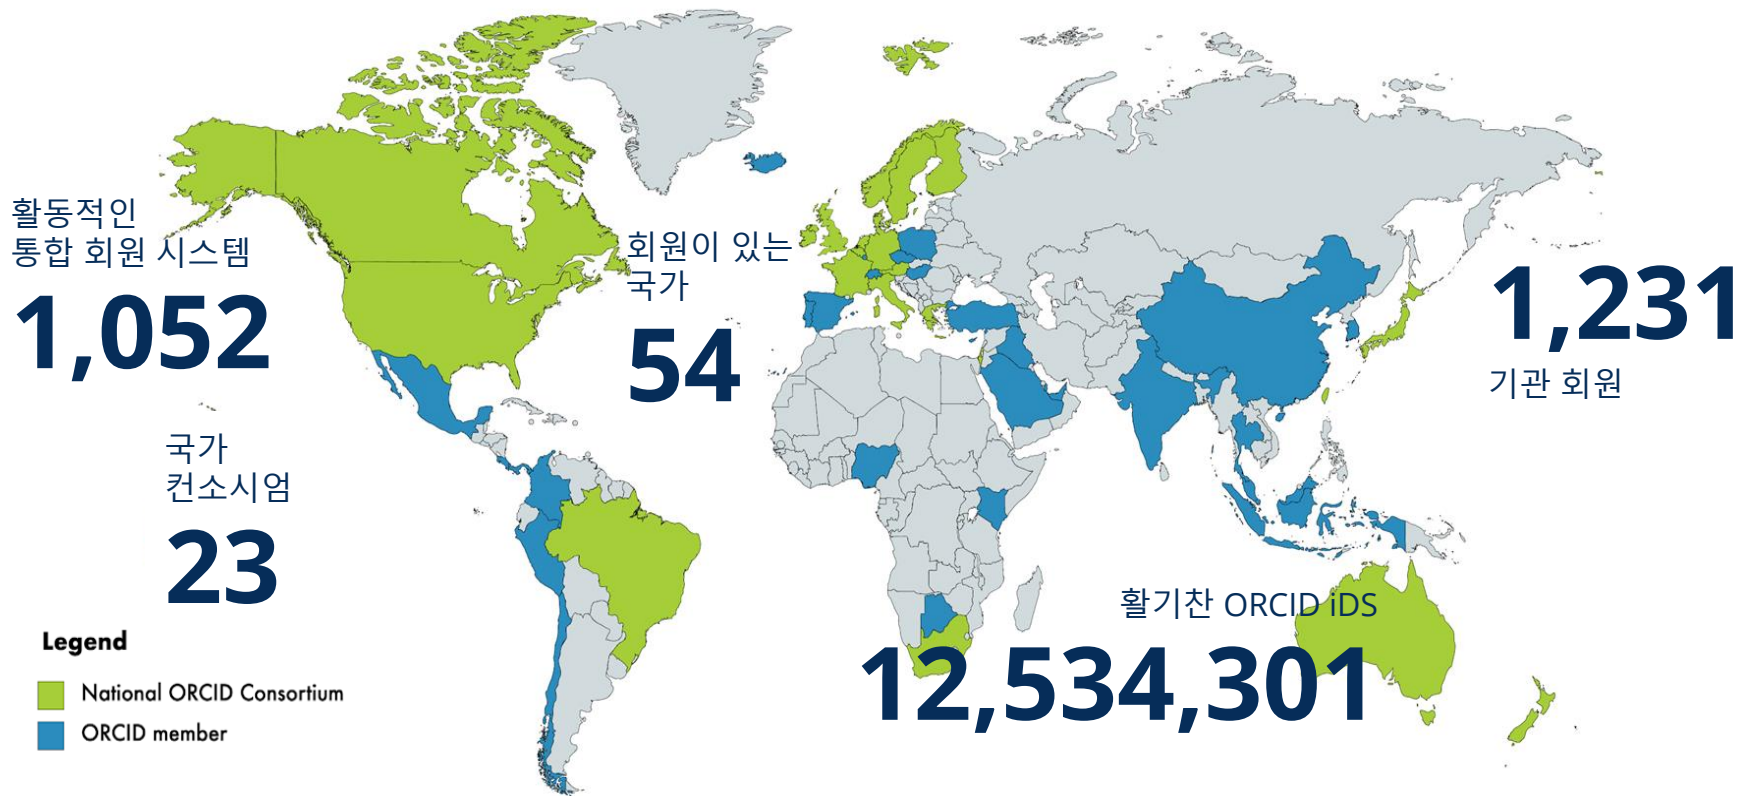 활동적인
통합 회원 시스템
1,052
회원이 있는
국가
54
1,231
기관 회원
국가
컨소시엄
23
활기찬 ORCID iDS
12,534,301
Legend
National ORCID Consortium
ORCID member